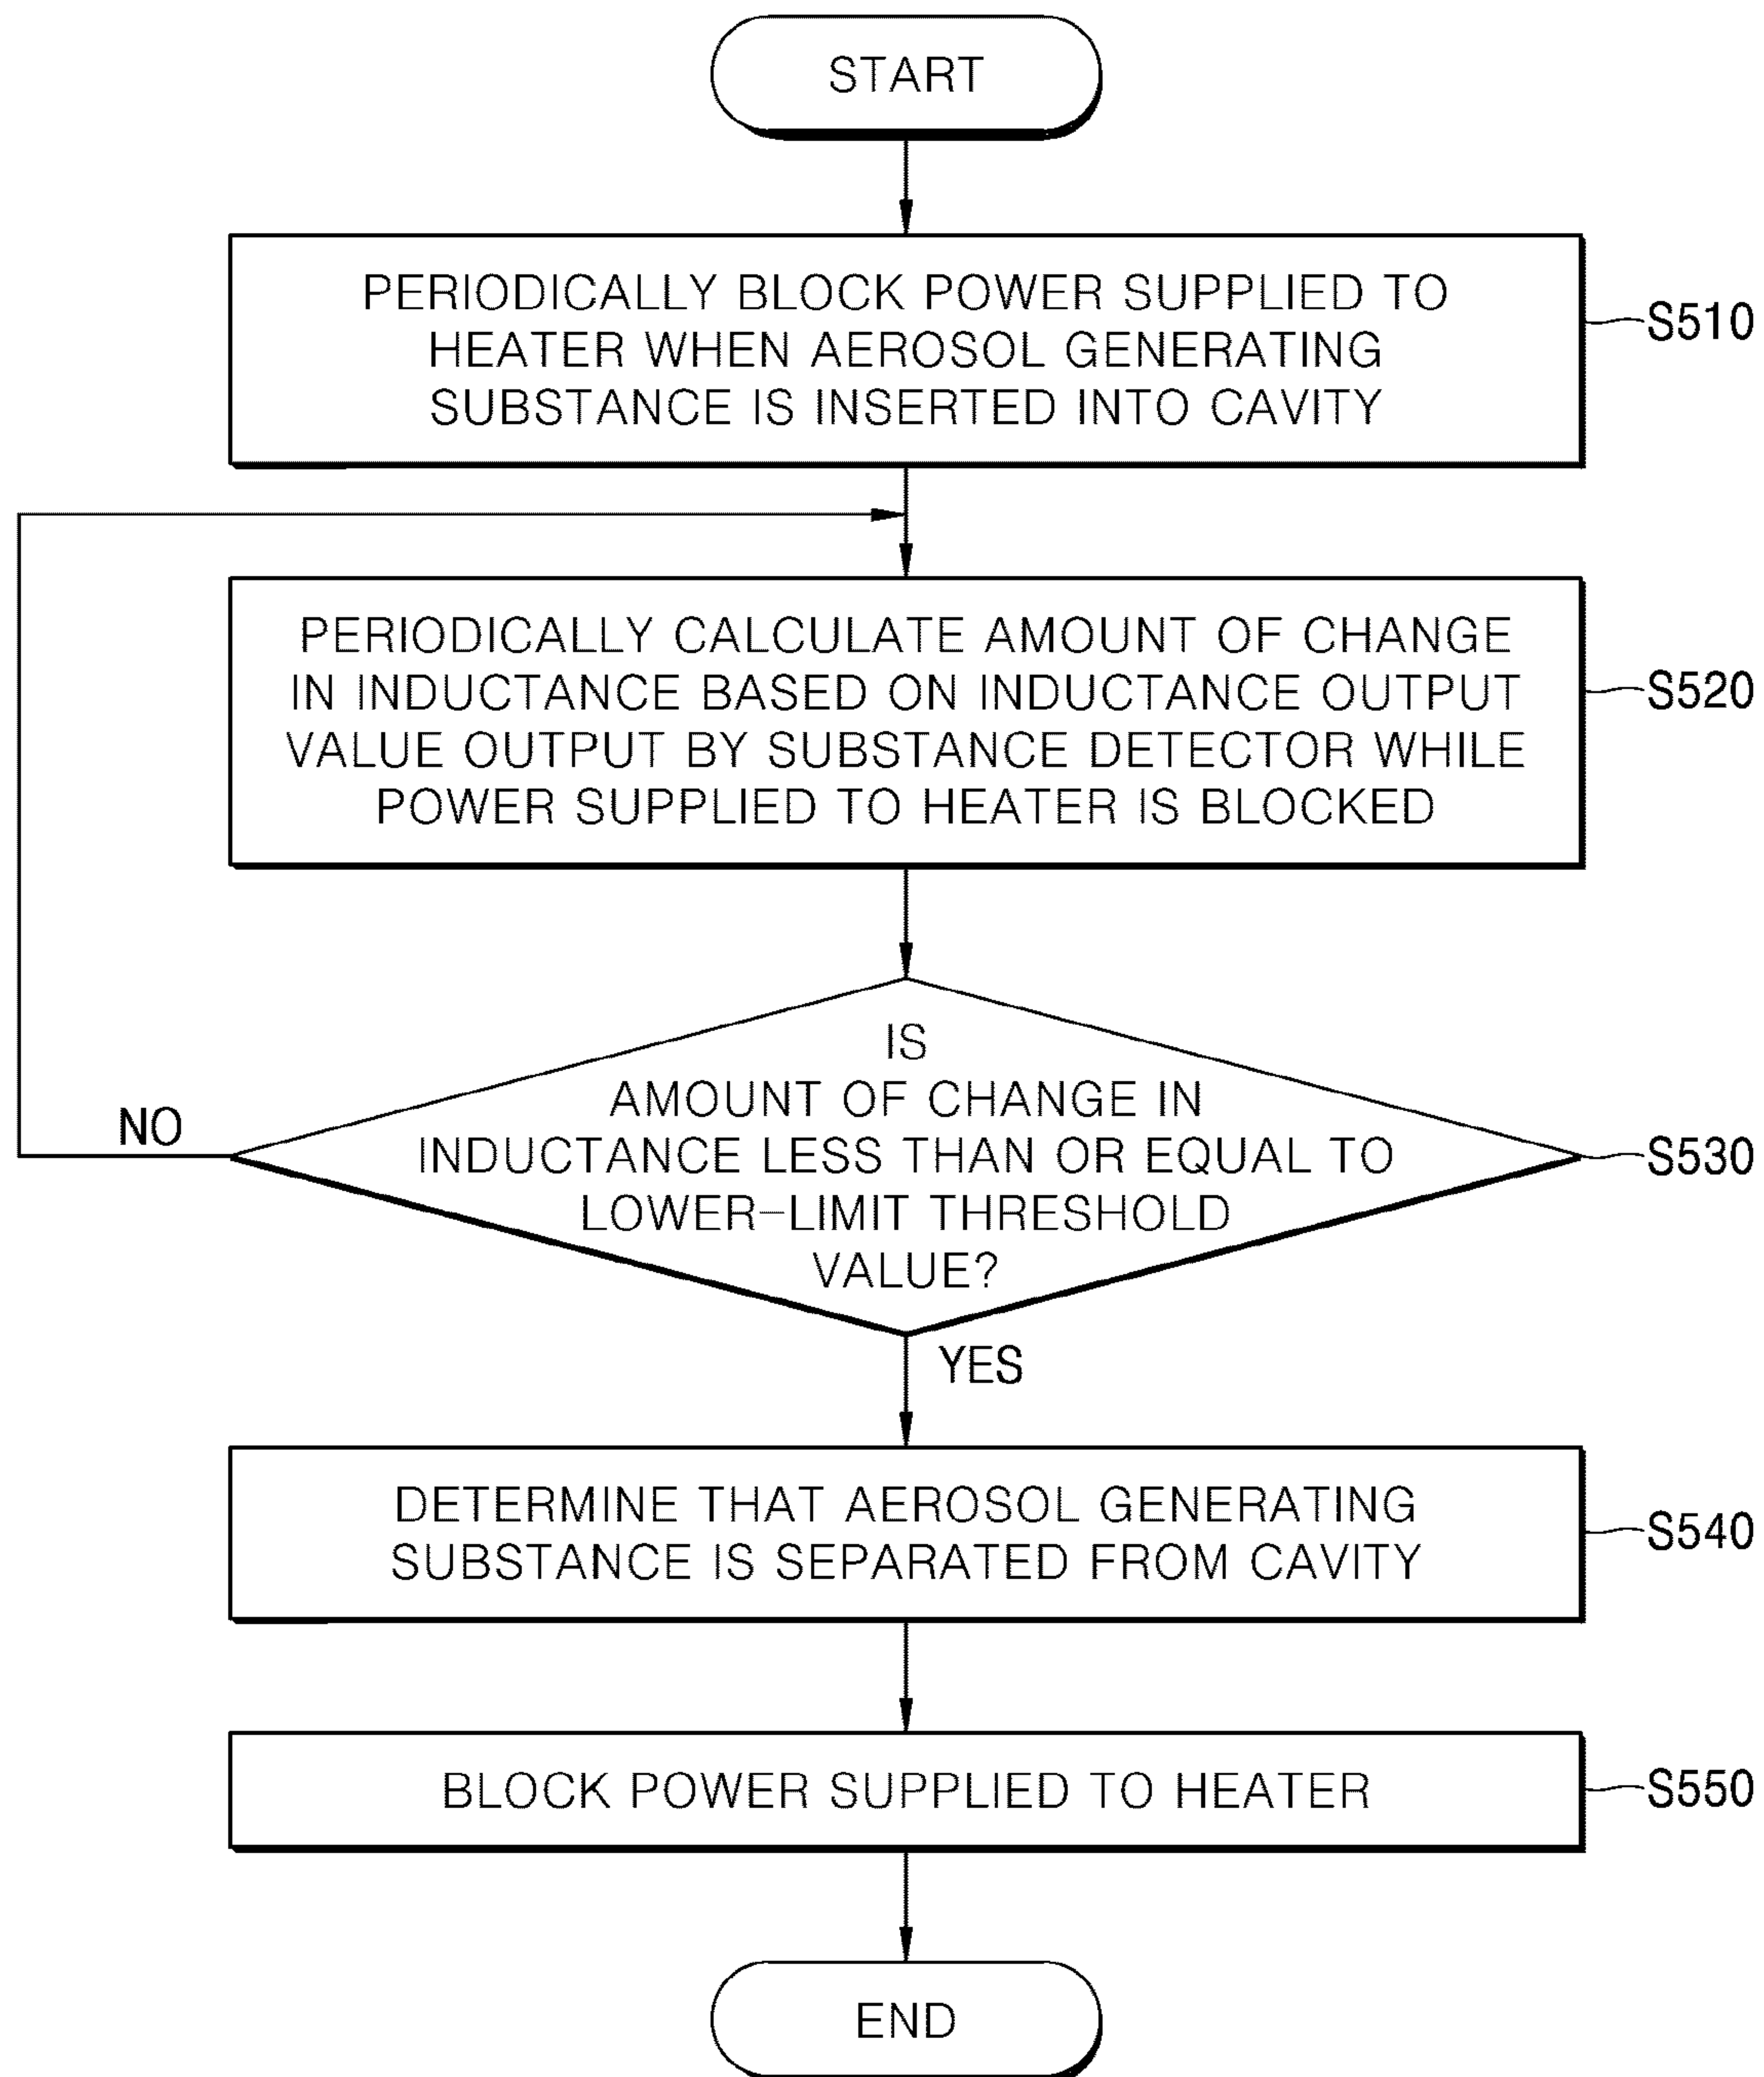 START
PERIODICALLY BLOCK POWER SUPPLIED TO
HEATER WHEN AEROSOL GENERATING
SUBSTANCE IS INSERTED INTO CAVITY
S510
PERIODICALLY CALCULATE AMOUNT OF CHANGE
IN INDUCTANCE BASED ON INDUCTANCE OUTPUT
VALUE OUTPUT BY SUBSTANCE DETECTOR WHILE
POWER SUPPLIED TO HEATER IS BLOCKED
S520
IS
AMOUNT OF CHANGE IN
INDUCTANCE LESS THAN OR EQUAL TO
LOWER-LIMIT THRESHOLD
VALUE?
NO
S530
YES
DETERMINE THAT AEROSOL GENERATING
SUBSTANCE IS SEPARATED FROM CAVITY
S540
BLOCK POWER SUPPLIED TO HEATER
S550
END